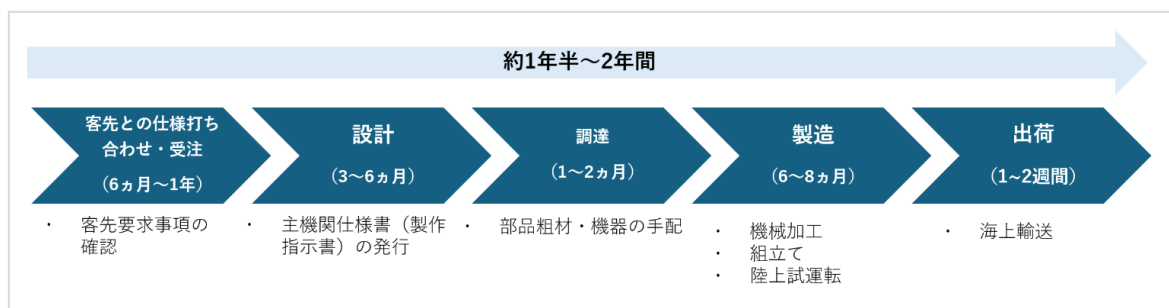 約1年半～2年間
客先との仕様打ち
合わせ・受注
（6ヵ月～1年）
設計
（3～6ヵ月）
調達
（1～2ヵ月）
製造
（6～8ヵ月）
出荷
（1~2週間）
・ 客先要求事項の
確認
・ 主機関仕様書（製作
指示書）の発行
・ 部品粗材・機器の手配
・ 機械加工
・ 組立て
・ 陸上試運転
・ 海上輸送